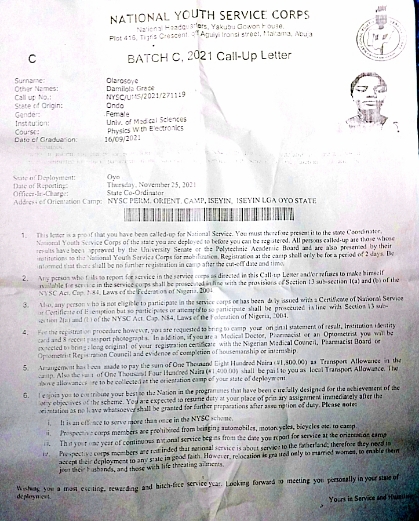 NATIONAL YOUTH SERVICE CORPS
National Headquarters, Yakubu Gowon House,
Plot 416, Tigris Crescent, Off Aguiyi Ironsi street, Maitama, Abuja
C
BATCH C, 2021 Call-Up Letter
Surname: Olarosoye
Other Names: Damilola Grace
Call up No.: NYSC/UMS/2021/271119
State of Origin: Ondo
Gender: Female
Institution: Univ. of Medical Sciences
Course: Physics With Electronics
Date of Graduation: 16/09/2021
State of Deployment: Oyo
Date of Reporting: Thursday, November 25, 2021
Officer-In-Charge: State Co-Ordinator
Address of Orientation Camp: NYSC PERM. ORIENT. CAMP, ISEYIN, ISEYIN LGA OYO STATE
1. This letter is a proof that you have been called-up for National Service. You must therefore present it to the state Coordinator,
National Youth Service Corps of the state you are deployed to before you can be registered. All persons called up are those whose
results have been approved by the University Senate or the Polytechnic Academic Board and are also presented by their
institutions to the National Youth Service Corps for mobilization. Registration at the camp shall only be for a period of 2 days. Be
informed that there shall be no further registration in camp after the cut-off date and time.
2. Any person who fails to report for service in the service corps as directed in this Call-up Letter and/or refuses to make himself
available for service in the service corps shall be prosecuted in accordance with the provisions of Section 13 sub-section 1(a) and (b) of the
NYSC Act. Cap. N84, Laws of the Federation of Nigeria, 2004.
3. Also, any person who is not eligible to participate in the service corps or has been duly issued with a Certificate of National Service
or Certificate of Exemption but so participates or attempts to participate shall be prosecuted in line with Section 13 sub-
section 2(a) and (b) of the NYSC Act. Cap. N84, Laws of the Federation of Nigeria, 2004.
4. For the registration procedure however, you are requested to bring to camp your original statement of result, Institution identity
card and 8 recent passport photographs. In addition, if you are a Medical Doctor, Pharmacist or an Optometrist, you will be
expected to bring along original of your registration certificate with the Nigerian Medical Council, Pharmacist Board or
Optometrist Registration Council and evidence of completion of housemanship or internship.
5. Arrangement has been made to pay the sum of One Thousand Eight Hundred Naira (₦1,800.00) as Transport Allowance in the
camp. Also the sum of One Thousand Four Hundred Naira (₦1,400.00) shall be paid to you as local Transport Allowance. The
above allowances are to be collected at the orientation camp of your state of deployment.
6. I enjoin you to contribute your best to the Nation in the programmes that have been carefully designed for the achievement of the
lofty objectives of the scheme. You are expected to resume duty at your place of primary assignment immediately after the
orientation as no leave whatsoever shall be granted for further preparations after acceptation of duty. Please note:
i. It is an offence to serve more than once in the NYSC scheme.
ii. Prospective corps members are prohibited from bringing automobiles, motor vehicles, bicycles etc. to camp
iii. That your one year of continuous national service begins from the date you report for service at the orientation camp
iv. Prospective corps members are reminded that national service is about service to the fatherland; therefore they need to
accept their deployment to any state in good faith. However, relocation is granted only to married women, to enable them
join their husbands, and those with life threatening ailments.
Wishing you a most exciting, rewarding and hitch-free service year. Looking forward to meeting you personally in your state of
deployment.
Yours in Service and